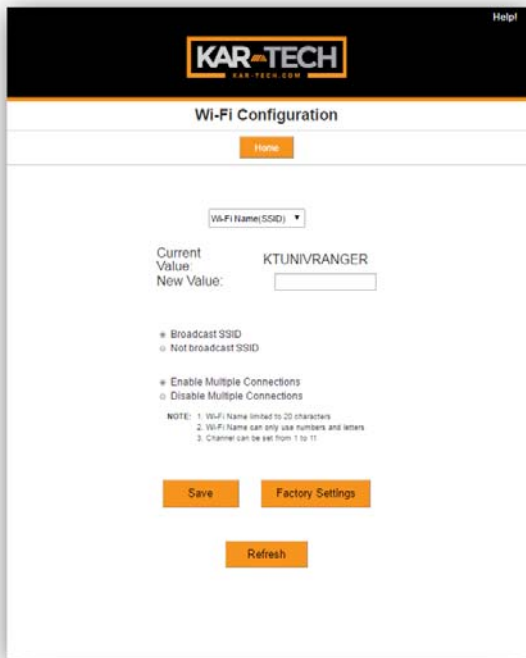 Help!
KAR-TECH
KAR-TECH.COM
Wi-Fi Configuration
Home
Wi-Fi Name(SSID)
Current
Value:
KTUNIVRANGER
New Value:
Broadcast SSID
Not broadcast SSID
Enable Multiple Connections
Disable Multiple Connections
NOTE: 1. Wi-Fi Name limited to 20 characters
2. Wi-Fi Name can only use numbers and letters
3. Channel can be set from 1 to 11
Save
Factory Settings
Refresh